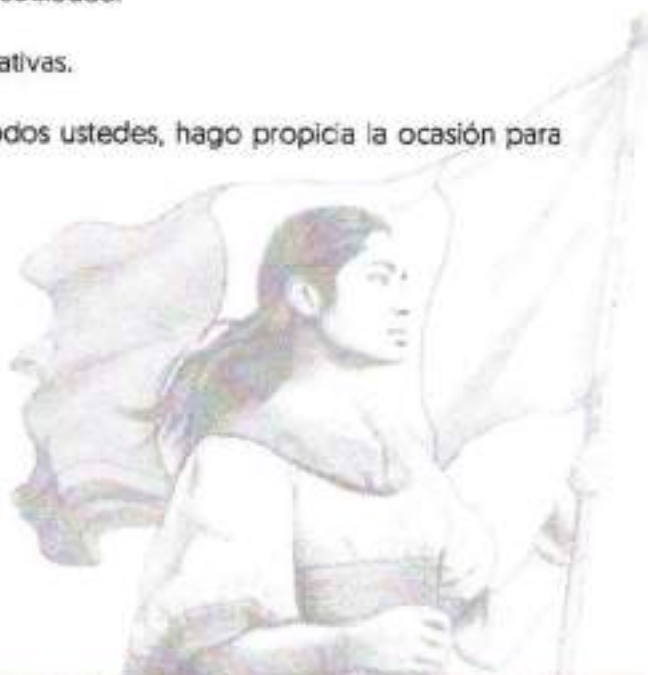 ativas.
odos ustedes, hago propicia la ocasión para